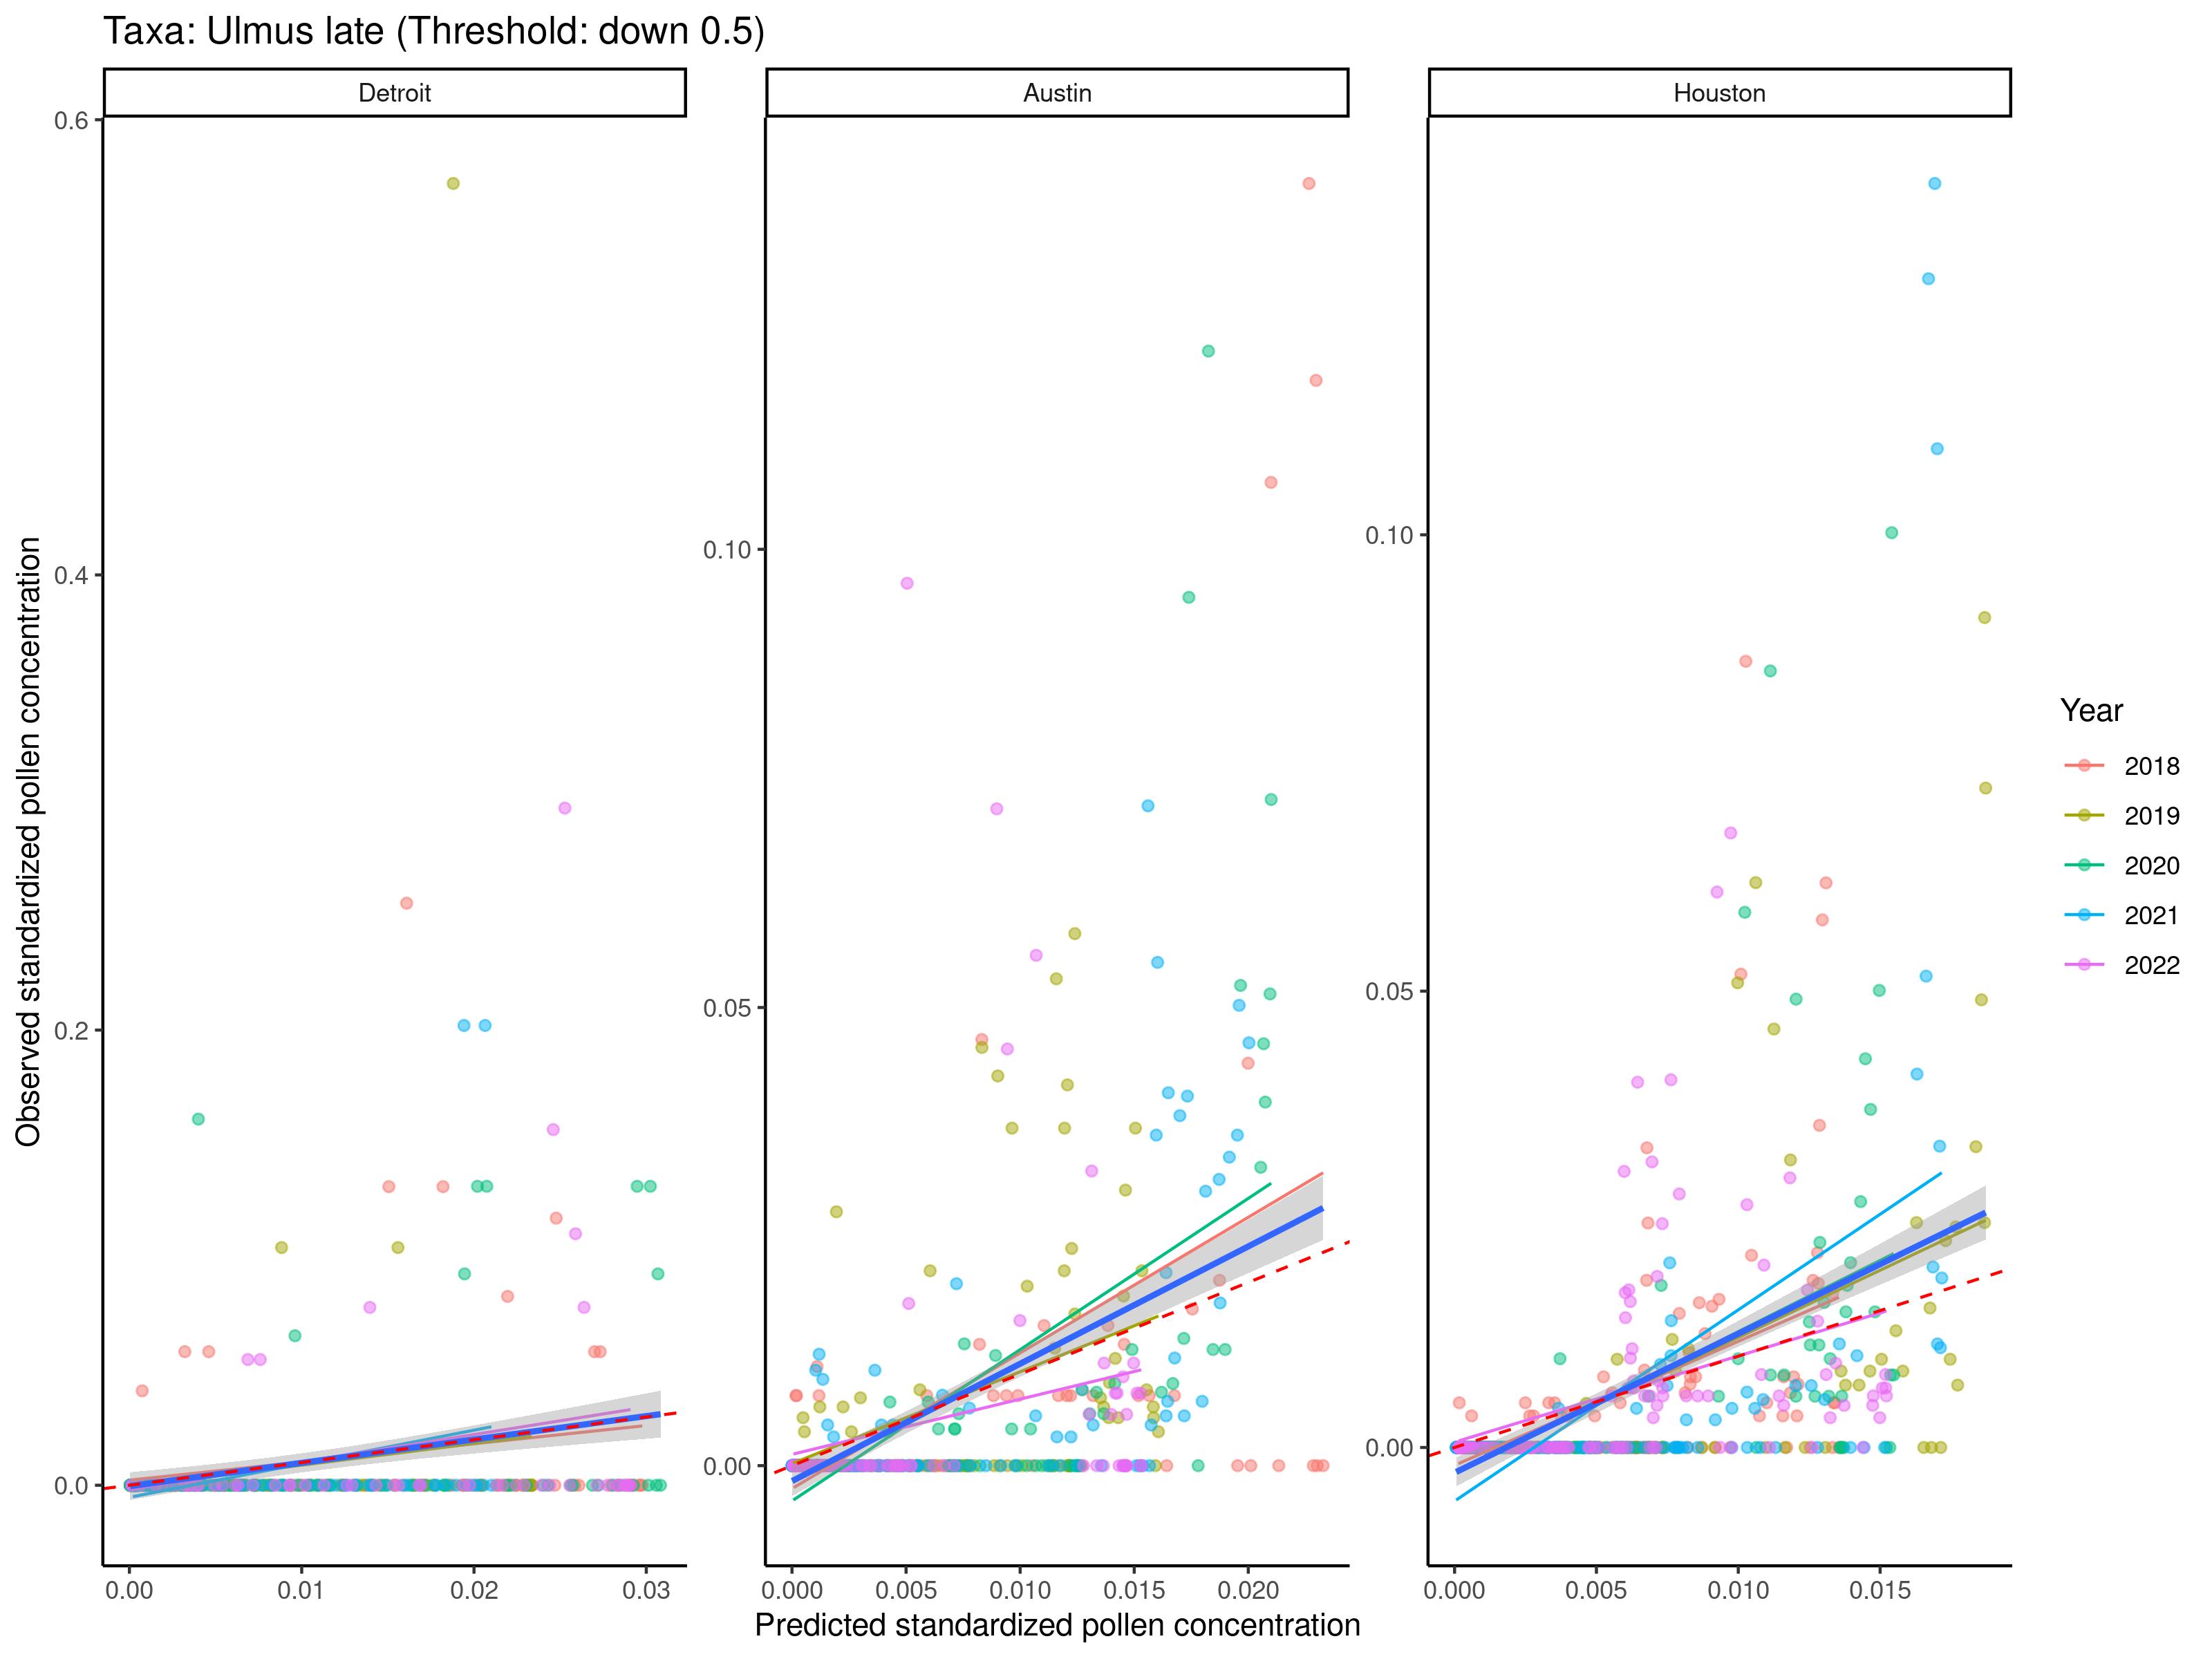 Taxa: Ulmus late (Threshold: down 0.5)
Detroit
Austin
Houston
Observed standardized pollen concentration
0.6
0.4
0.2
0.0
0.10
0.05
0.00
0.10
0.05
0.00
0.00 0.01 0.02 0.03
0.000 0.005 0.010 0.015 0.020
0.000 0.005 0.010 0.015
Predicted standardized pollen concentration
Year
2018
2019
2020
2021
2022